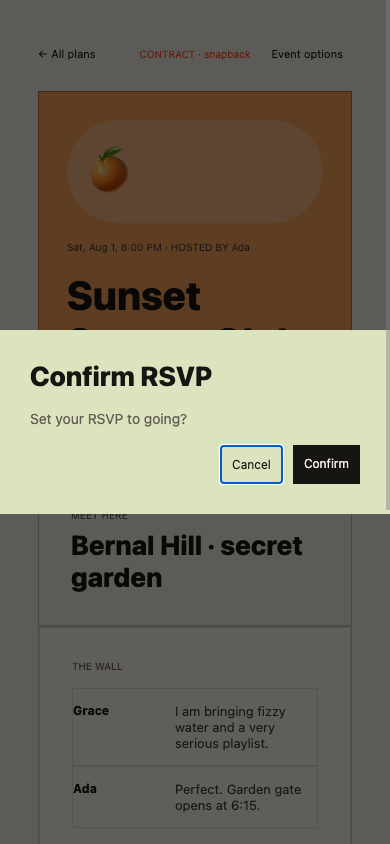 ← All plans
CONTRACT · snapback
Event options
Sat, Aug 1, 6:00 PM · HOSTED BY Ada
Sunset
Confirm RSVP
Set your RSVP to going?
Cancel
Confirm
MEET HERE
Bernal Hill · secret
garden
THE WALL
Grace
I am bringing fizzy
water and a very
serious playlist.
Ada
Perfect. Garden gate
opens at 6:15.